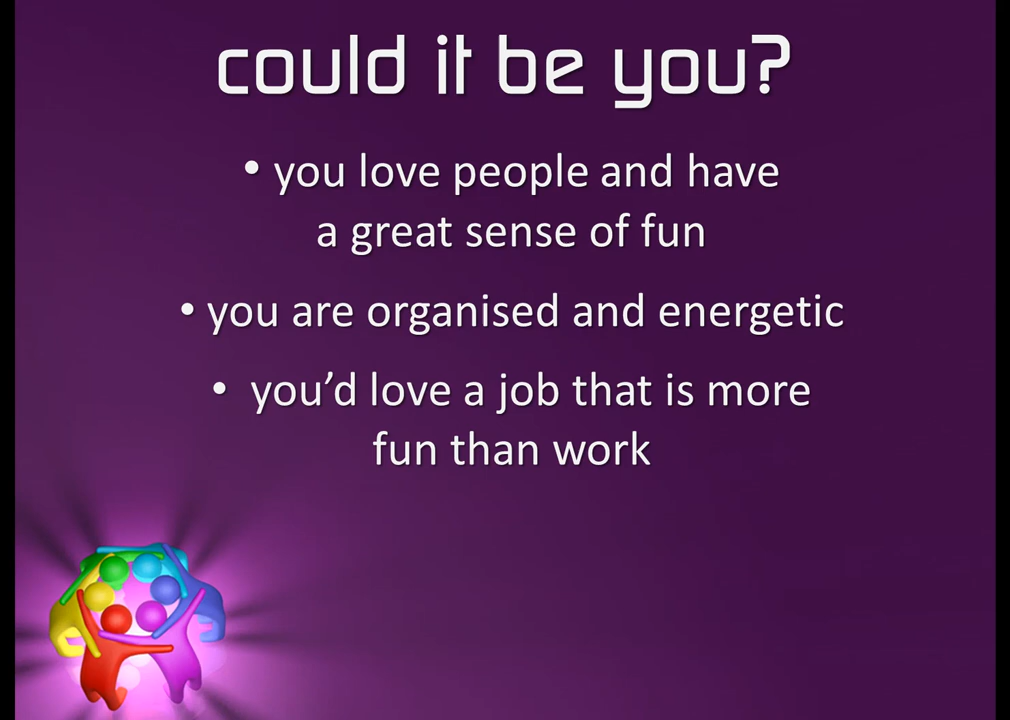 could it be you?
• you love people and have
a great sense of fun
• you are organised and energetic
• you’d love a job that is more
fun than work